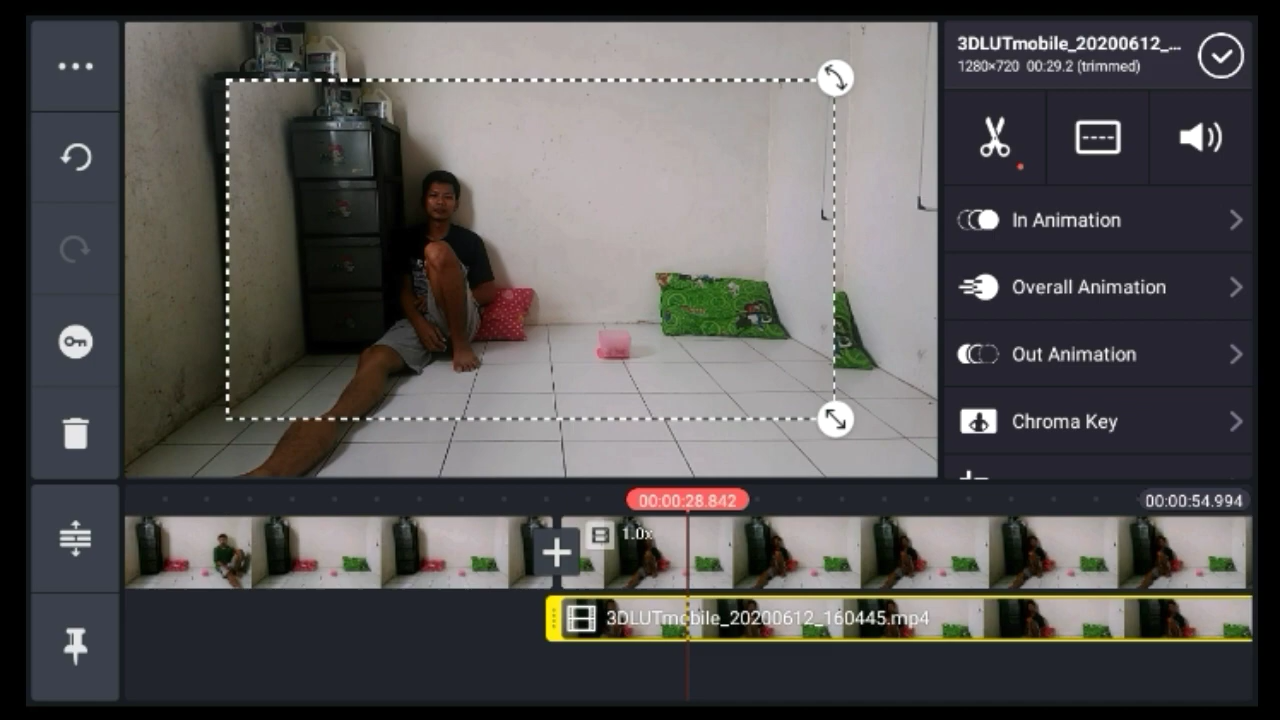 3DLUTmobile_20200612_...
1280×720 00:29.2 (trimmed)
In Animation
Overall Animation
Out Animation
Chroma Key
00:00:28.842
00:00:54.994
1.0x
3DLUTmobile_20200612_160445.mp4